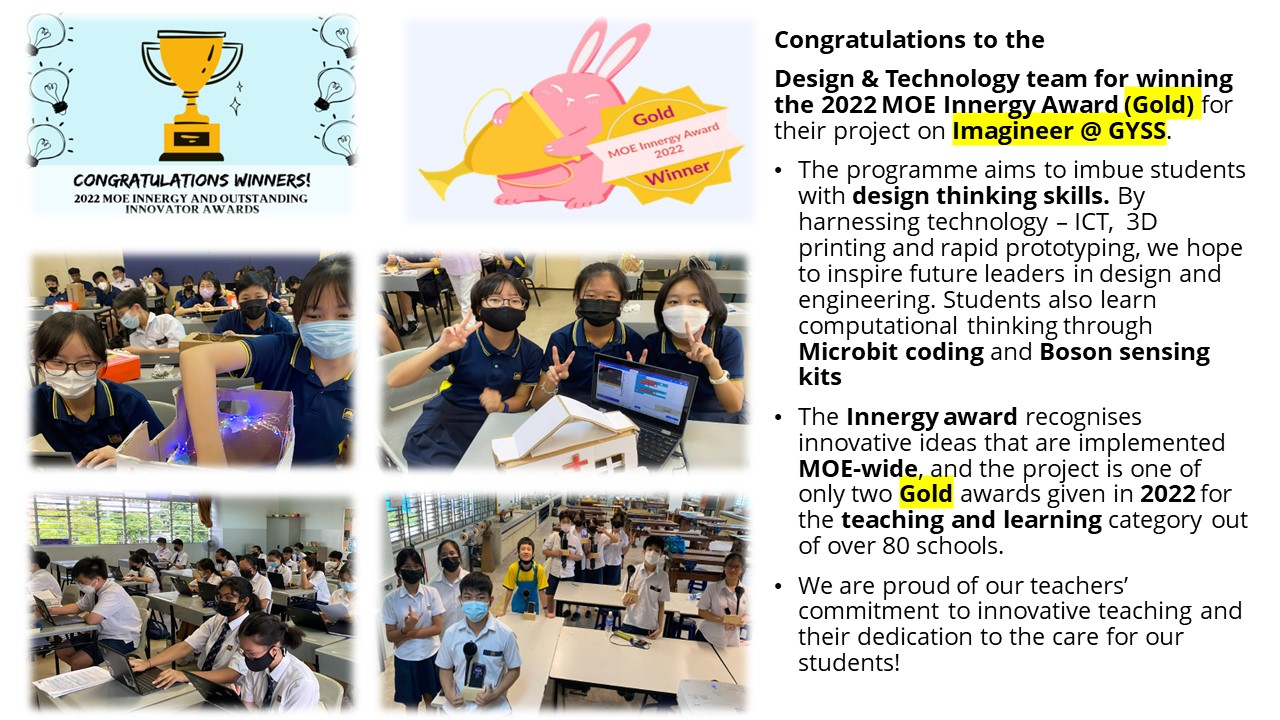 CONGRATULATIONS WINNERS!
2022 MOE INNERGY AND OUTSTANDING
INNOVATOR AWARDS
Gold
MOE Innergy Award
2022
Winner
Congratulations to the
Design & Technology team for winning
the 2022 MOE Innergy Award (Gold) for
their project on Imagineer @ GYSS.
• The programme aims to imbue students
with design thinking skills. By
harnessing technology – ICT, 3D
printing and rapid prototyping, we hope
to inspire future leaders in design and
engineering. Students also learn
computational thinking through
Microbit coding and Boson sensing
kits
• The Innergy award recognises
innovative ideas that are implemented
MOE-wide, and the project is one of
only two Gold awards given in 2022 for
the teaching and learning category out
of over 80 schools.
• We are proud of our teachers’
commitment to innovative teaching and
their dedication to the care for our
students!